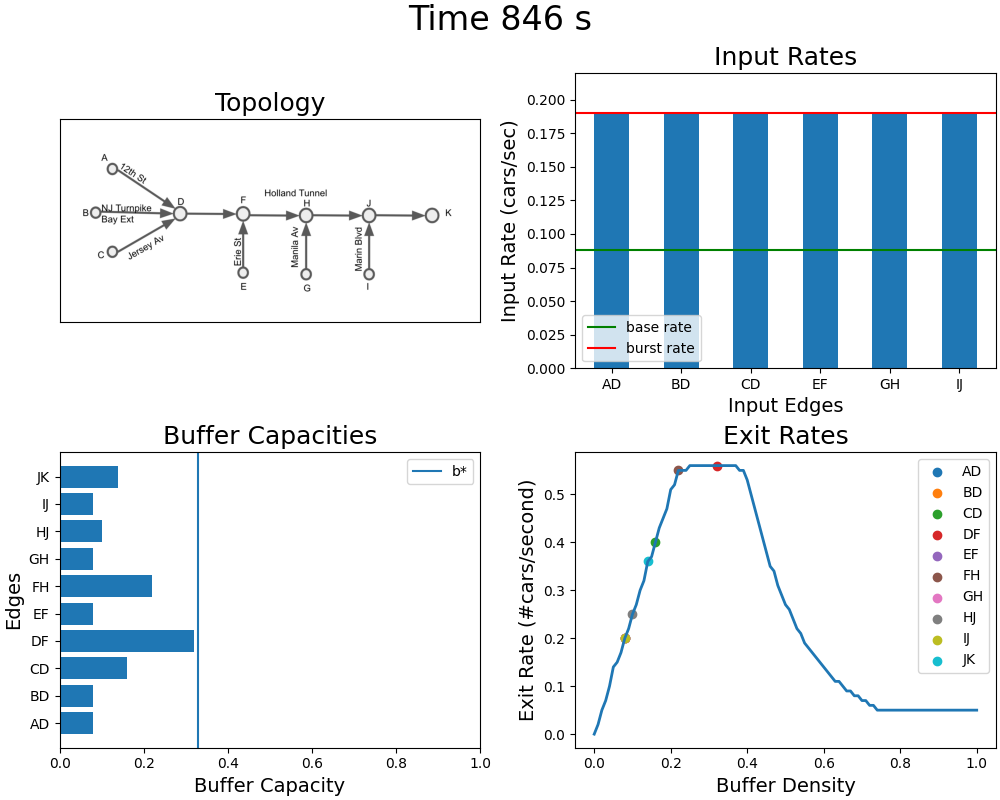 Time 846 s
Topology
A
12th St
B
NJ Turnpike
Bay Ext
C
Jersey Av
D
F
Holland Tunnel
H
J
K
Erie St
Manila Av
Marin Blvd
E
G
I
Input Rates
Input Rate (cars/sec)
0.200
0.175
0.150
0.125
0.100
0.075
0.050
0.025
0.000
base rate
burst rate
AD BD CD EF GH IJ
Input Edges
Buffer Capacities
Edges
JK
IJ
HJ
GH
FH
EF
DF
CD
BD
AD
b*
0.0 0.2 0.4 0.6 0.8 1.0
Buffer Capacity
Exit Rates
Exit Rate (#cars/second)
0.5
0.4
0.3
0.2
0.1
0.0
AD
BD
CD
DF
EF
FH
GH
HJ
IJ
JK
0.0 0.2 0.4 0.6 0.8 1.0
Buffer Density